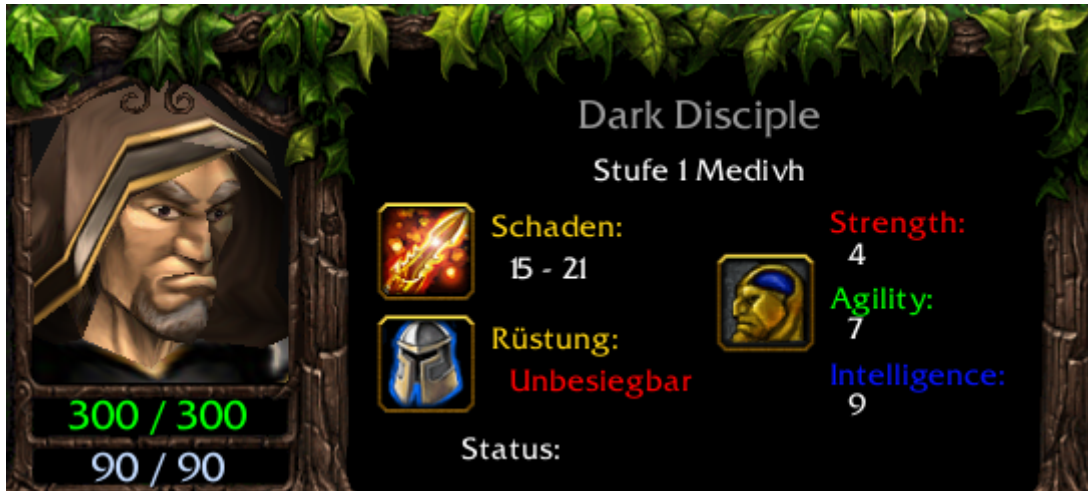 Dark Disciple
Stufe 1 Medivh
Schaden:
15 - 21
Rüstung:
Unbesiegbar
Strength:
4
Agility:
7
Intelligence:
9
Status:
300 / 300
90 / 90